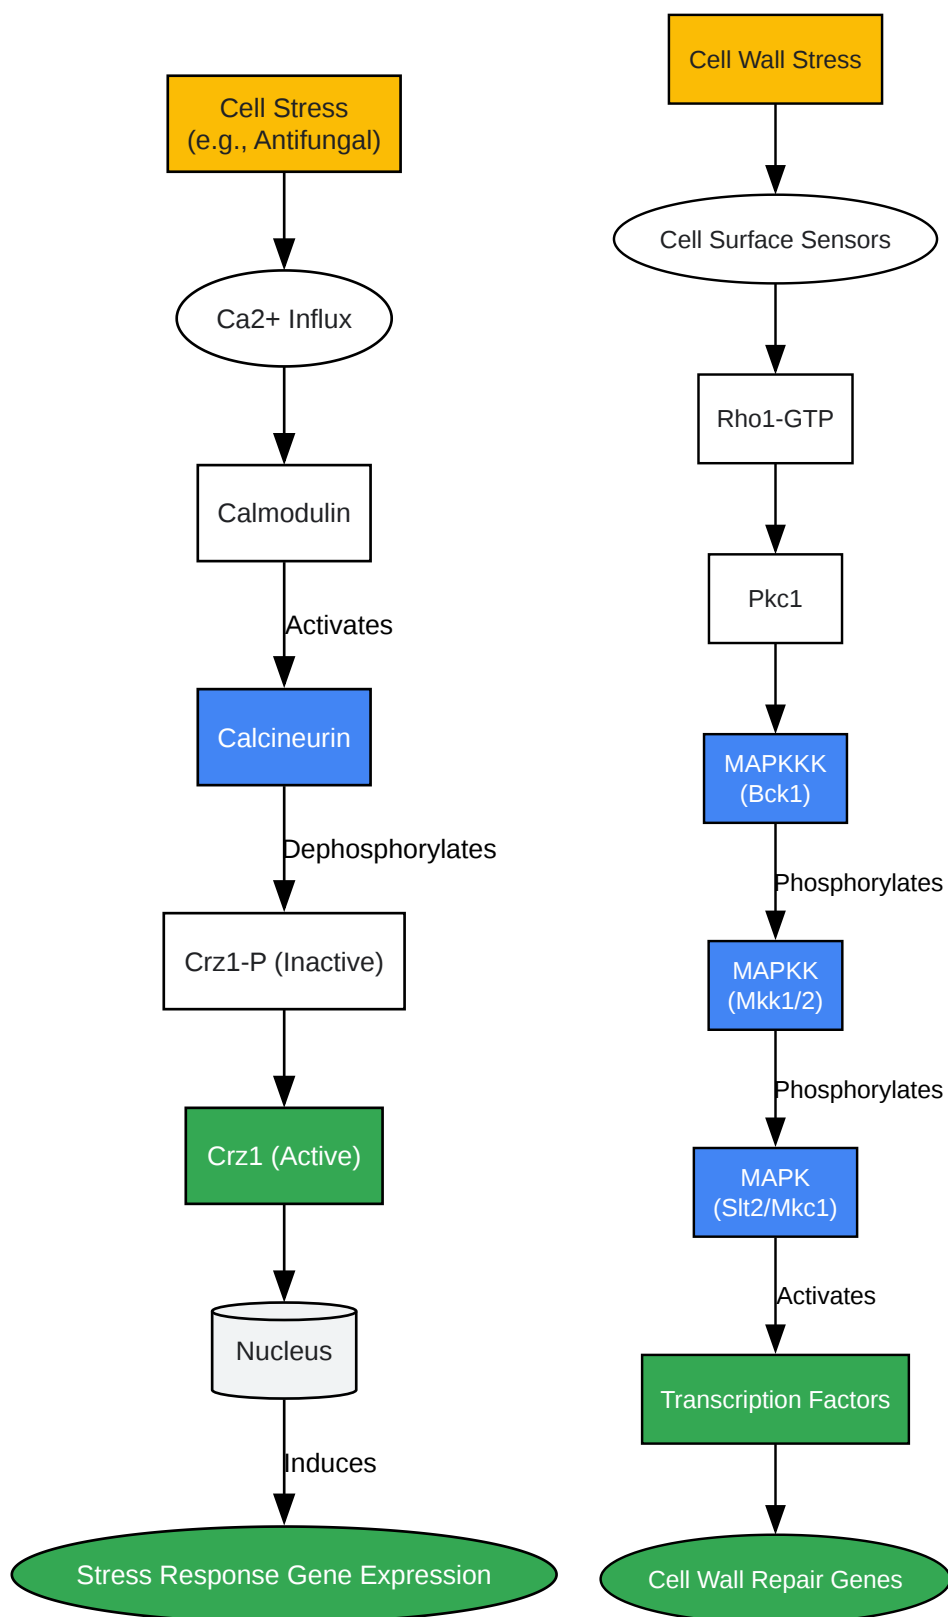 Cell Stress
(e.g., Antifungal)
Ca2+ Influx
Calmodulin
Activates
Calcineurin
Dephosphorylates
Crz1-P (Inactive)
Crz1 (Active)
Nucleus
Induces
Stress Response Gene Expression
Cell Wall Stress
Cell Surface Sensors
Rho1-GTP
Pkc1
MAPKKK
(Bck1)
Phosphorylates
MAPKK
(Mkk1/2)
Phosphorylates
MAPK
(Slt2/Mkc1)
Activates
Transcription Factors
Cell Wall Repair Genes